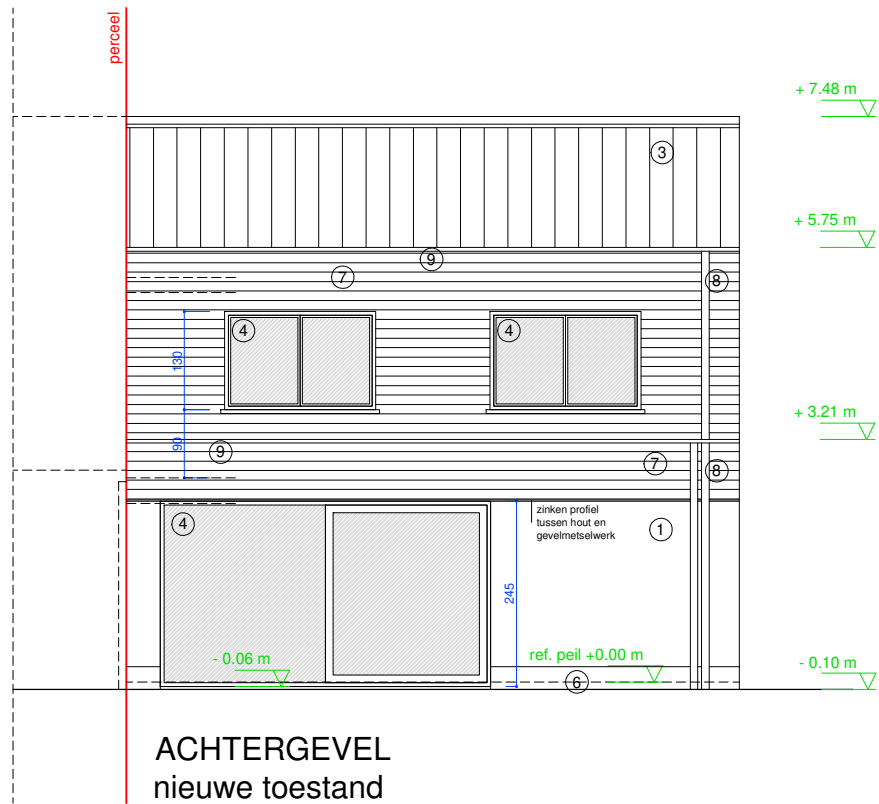 perceel
+ 7.48 m
3
+ 5.75 m
9
7
8
4
4
130
+ 3.21 m
90
9
7
8
zinken profiel
tussen hout en
gevelmetselwerk
4
1
245
- 0.06 m
ref. peil +0.00 m
- 0.10 m
6
ACHTERGEVEL
nieuwe toestand